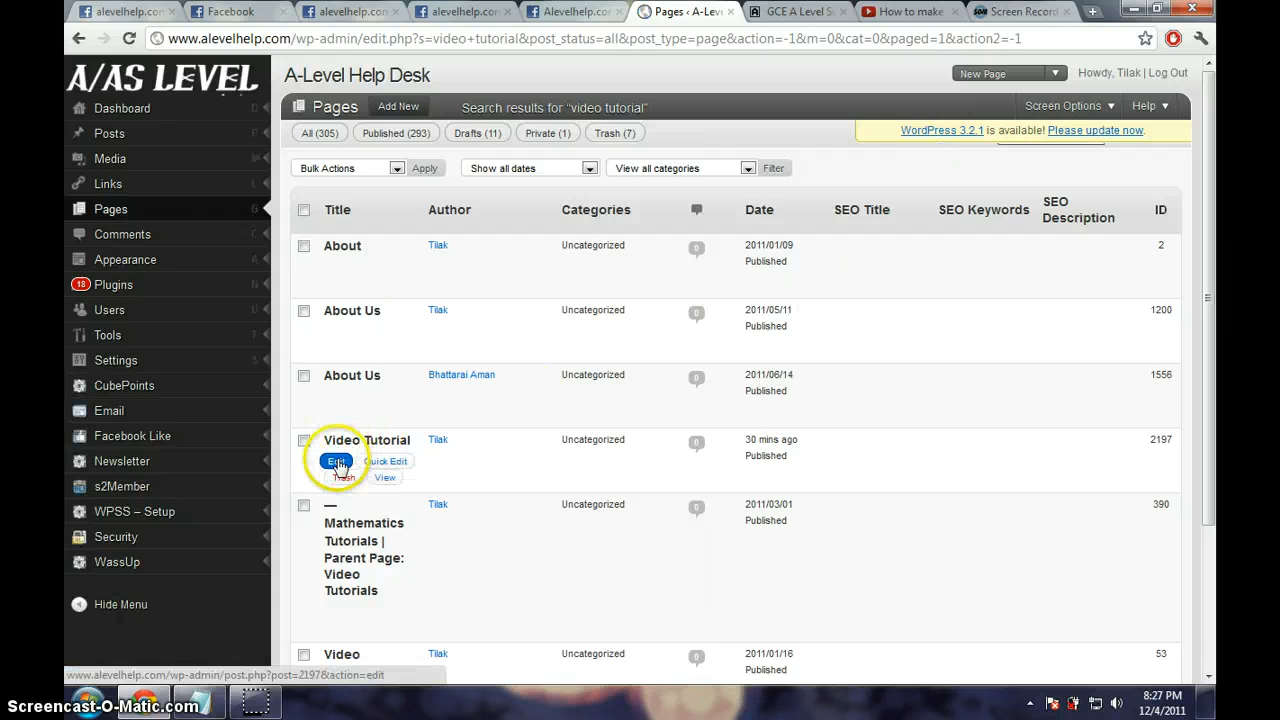 alevelhelp.com
Facebook
alevelhelp.com
alevelhelp.com
Alevelhelp.com
Pages ‹ A-Lev
GCE A Level Su
How to make
Screen Record
www.alevelhelp.com/wp-admin/edit.php?s=video+tutorial&post_status=all&post_type=page&action=-1&m=0&cat=0&paged=1&action2=-1
A/AS LEVEL
A-Level Help Desk
New Page
Howdy, Tilak | Log Out
Dashboard
Posts
Media
Links
Pages
Comments
Appearance
18 Plugins
Users
Tools
Settings
CubePoints
Email
Facebook Like
Newsletter
s2Member
WPSS – Setup
Security
WassUp
Hide Menu
Pages
Add New
Search results for “video tutorial”
Screen Options
Help
All (305)
Published (293)
Drafts (11)
Private (1)
Trash (7)
WordPress 3.2.1 is available! Please update now.
Bulk Actions
Apply
Show all dates
View all categories
Filter
Title
Author
Categories
Date
SEO Title
SEO Keywords
SEO
Description
ID
About
Tilak
Uncategorized
0
2011/01/09
Published
2
About Us
Tilak
Uncategorized
0
2011/05/11
Published
1200
About Us
Bhattarai Aman
Uncategorized
0
2011/06/14
Published
1556
Video Tutorial
Tilak
Uncategorized
0
30 mins ago
Published
2197
Edit
Quick Edit
Trash
View
—
Mathematics
Tutorials |
Parent Page:
Video
Tutorials
Tilak
Uncategorized
0
2011/03/01
Published
390
Video
Tilak
Uncategorized
0
2011/01/16
Published
53
www.alevelhelp.com/wp-admin/post.php?post=2197&action=edit
Screencast-O-Matic.com
8:27 PM
12/4/2011